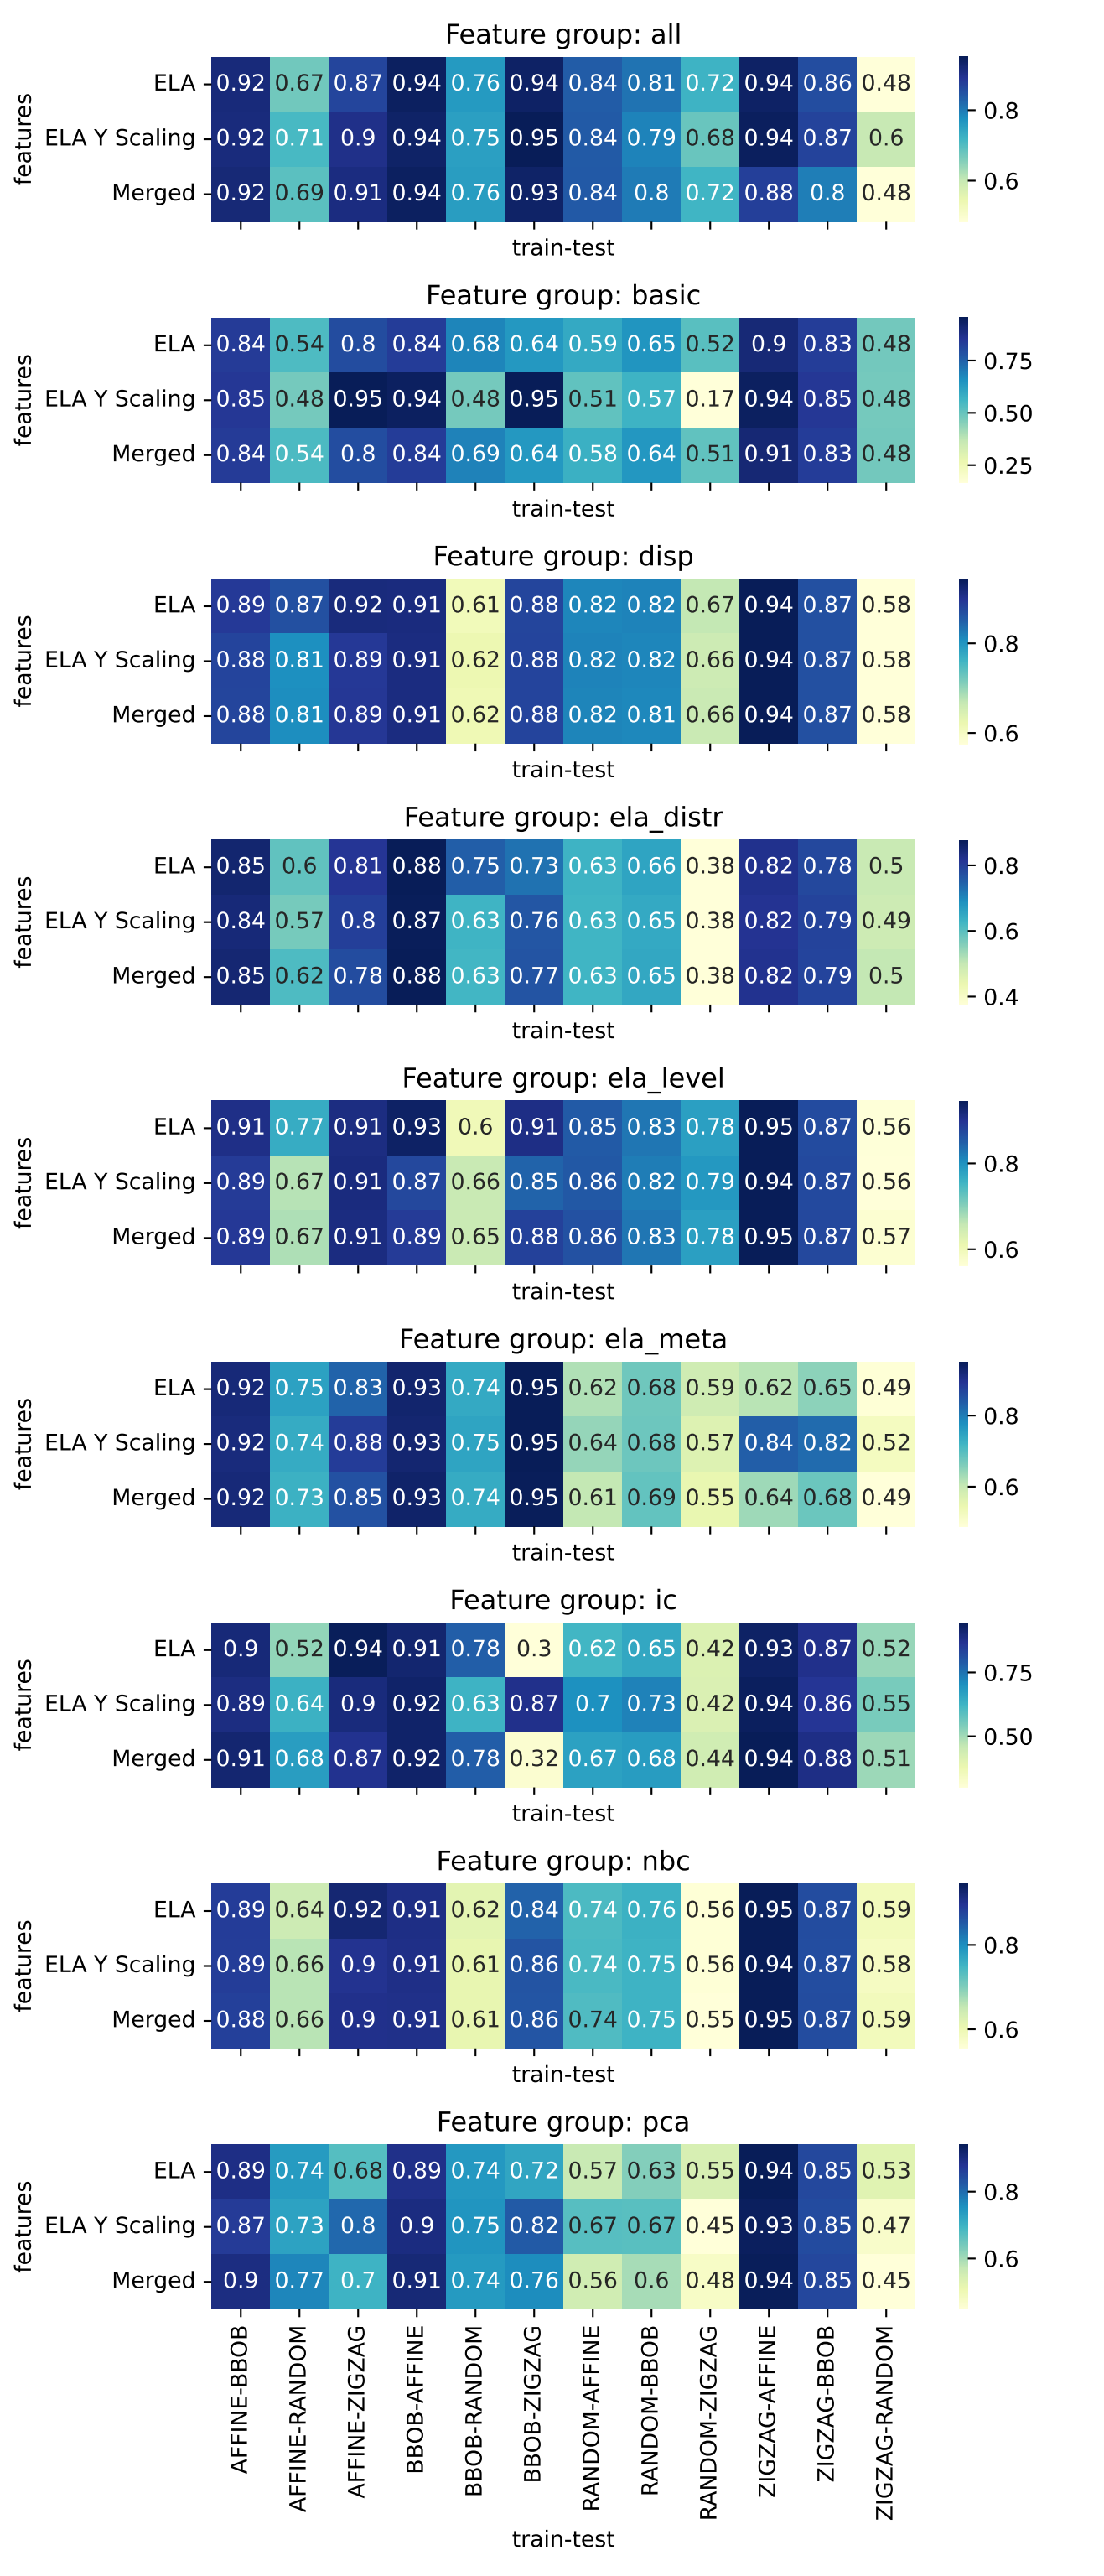 Feature group: all
features
ELA 0.92 0.67 0.87 0.94 0.76 0.94 0.84 0.81 0.72 0.94 0.86 0.48
ELA Y Scaling 0.92 0.71 0.9 0.94 0.75 0.95 0.84 0.79 0.68 0.94 0.87 0.6
Merged 0.92 0.69 0.91 0.94 0.76 0.93 0.84 0.8 0.72 0.88 0.8 0.48
0.8
0.6
train-test
Feature group: basic
features
ELA 0.84 0.54 0.8 0.84 0.68 0.64 0.59 0.65 0.52 0.9 0.83 0.48
ELA Y Scaling 0.85 0.48 0.95 0.94 0.48 0.95 0.51 0.57 0.17 0.94 0.85 0.48
Merged 0.84 0.54 0.8 0.84 0.69 0.64 0.58 0.64 0.51 0.91 0.83 0.48
0.75
0.50
0.25
train-test
Feature group: disp
features
ELA 0.89 0.87 0.92 0.91 0.61 0.88 0.82 0.82 0.67 0.94 0.87 0.58
ELA Y Scaling 0.88 0.81 0.89 0.91 0.62 0.88 0.82 0.82 0.66 0.94 0.87 0.58
Merged 0.88 0.81 0.89 0.91 0.62 0.88 0.82 0.81 0.66 0.94 0.87 0.58
0.8
0.6
train-test
Feature group: ela_distr
features
ELA 0.85 0.6 0.81 0.88 0.75 0.73 0.63 0.66 0.38 0.82 0.78 0.5
ELA Y Scaling 0.84 0.57 0.8 0.87 0.63 0.76 0.63 0.65 0.38 0.82 0.79 0.49
Merged 0.85 0.62 0.78 0.88 0.63 0.77 0.63 0.65 0.38 0.82 0.79 0.5
0.8
0.6
0.4
train-test
Feature group: ela_level
features
ELA 0.91 0.77 0.91 0.93 0.6 0.91 0.85 0.83 0.78 0.95 0.87 0.56
ELA Y Scaling 0.89 0.67 0.91 0.87 0.66 0.85 0.86 0.82 0.79 0.94 0.87 0.56
Merged 0.89 0.67 0.91 0.89 0.65 0.88 0.86 0.83 0.78 0.95 0.87 0.57
0.8
0.6
train-test
Feature group: ela_meta
features
ELA 0.92 0.75 0.83 0.93 0.74 0.95 0.62 0.68 0.59 0.62 0.65 0.49
ELA Y Scaling 0.92 0.74 0.88 0.93 0.75 0.95 0.64 0.68 0.57 0.84 0.82 0.52
Merged 0.92 0.73 0.85 0.93 0.74 0.95 0.61 0.69 0.55 0.64 0.68 0.49
0.8
0.6
train-test
Feature group: ic
features
ELA 0.9 0.52 0.94 0.91 0.78 0.3 0.62 0.65 0.42 0.93 0.87 0.52
ELA Y Scaling 0.89 0.64 0.9 0.92 0.63 0.87 0.7 0.73 0.42 0.94 0.86 0.55
Merged 0.91 0.68 0.87 0.92 0.78 0.32 0.67 0.68 0.44 0.94 0.88 0.51
0.75
0.50
train-test
Feature group: nbc
features
ELA 0.89 0.64 0.92 0.91 0.62 0.84 0.74 0.76 0.56 0.95 0.87 0.59
ELA Y Scaling 0.89 0.66 0.9 0.91 0.61 0.86 0.74 0.75 0.56 0.94 0.87 0.58
Merged 0.88 0.66 0.9 0.91 0.61 0.86 0.74 0.75 0.55 0.95 0.87 0.59
0.8
0.6
train-test
Feature group: pca
features
ELA 0.89 0.74 0.68 0.89 0.74 0.72 0.57 0.63 0.55 0.94 0.85 0.53
ELA Y Scaling 0.87 0.73 0.8 0.9 0.75 0.82 0.67 0.67 0.45 0.93 0.85 0.47
Merged 0.9 0.77 0.7 0.91 0.74 0.76 0.56 0.6 0.48 0.94 0.85 0.45
0.8
0.6
AFFINE-BBOB
AFFINE-RANDOM
AFFINE-ZIGZAG
BBOB-AFFINE
BBOB-RANDOM
BBOB-ZIGZAG
RANDOM-AFFINE
RANDOM-BBOB
RANDOM-ZIGZAG
ZIGZAG-AFFINE
ZIGZAG-BBOB
ZIGZAG-RANDOM
train-test